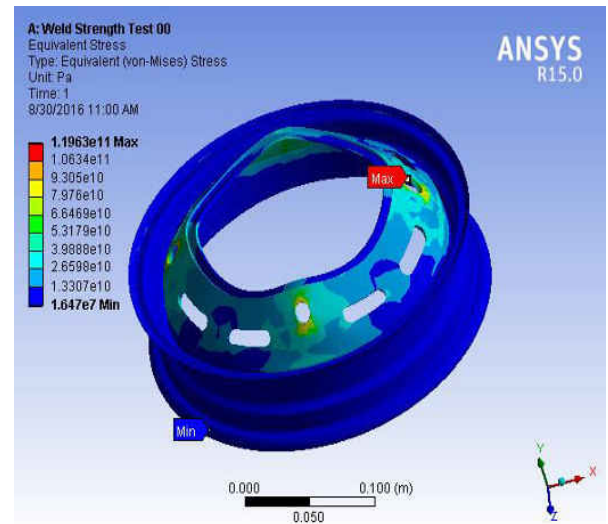 A: Weld Strength Test 00
Equivalent Stress
Type: Equivalent (von-Mises) Stress
Unit: Pa
Time: 1
8/30/2016 11:00 AM
ANSYS
R15.0
1.1963e11 Max
1.0634e11
9.305e10
7.976e10
6.6469e10
5.3179e10
3.9888e10
2.6598e10
1.3307e10
1.647e7 Min
Max
Min
0.000
0.100 (m)
0.050
Y
X
Z